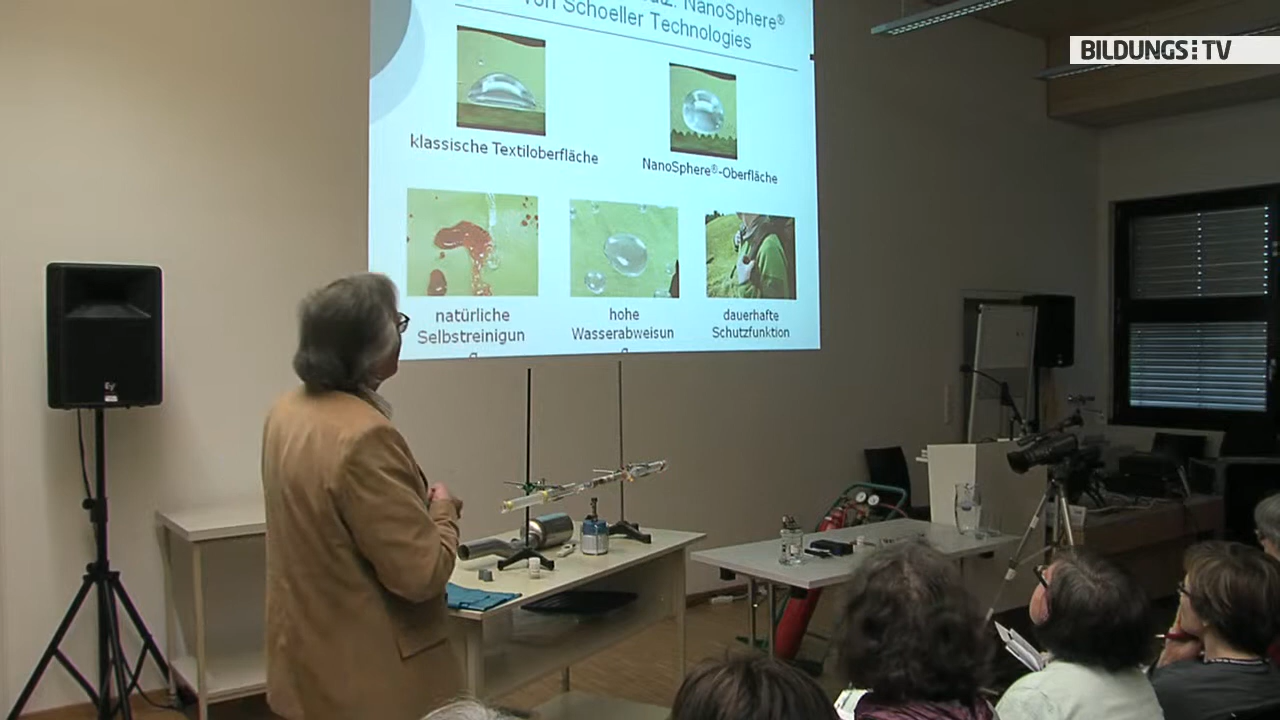 NanoSphere®
von Schoeller Technologies
klassische Textiloberfläche
NanoSphere®-Oberfläche
natürliche
Selbstreinigun
hohe
Wasserabweisun
dauerhafte
Schutzfunktion
BILDUNGS TV